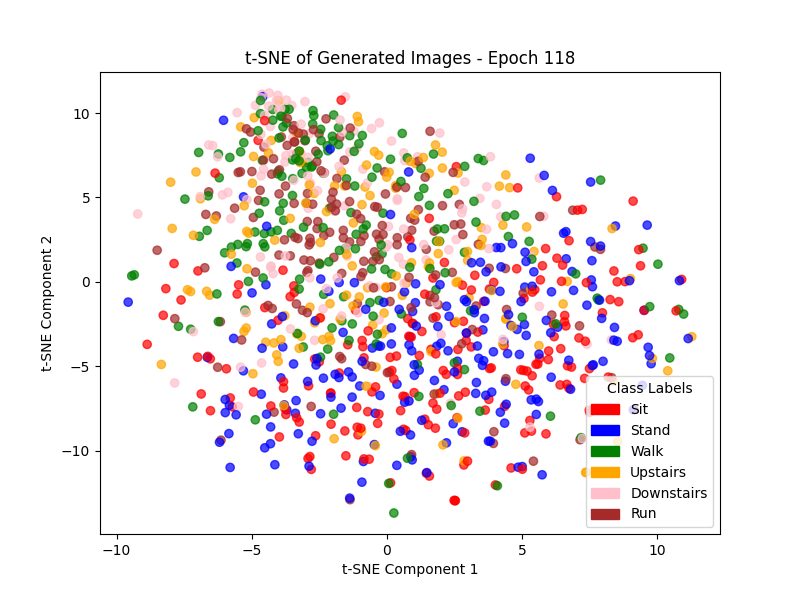 t-SNE of Generated Images - Epoch 118
t-SNE Component 2
10
5
0
−5
−10
−10
−5
0
5
10
t-SNE Component 1
Class Labels
Sit
Stand
Walk
Upstairs
Downstairs
Run